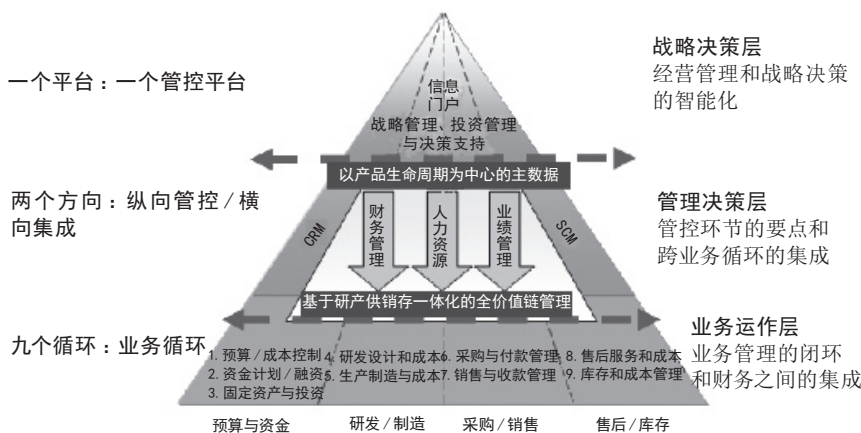 战略决策层
经营管理和战略决策
的智能化
一个平台：一个管控平台
信息
门户
战略管理、投资管理
与决策支持
以产品生命周期为中心的主数据
两个方向：纵向管控/横
向集成
CRM
财务管理
人力资源
业绩管理
SCM
管理决策层
管控环节的要点和
跨业务循环的集成
基于研产供销存一体化的全价值链管理
九个循环：业务循环
1. 预算/成本控制
2. 资金计划/融资
3. 固定资产与投资
4. 研发设计和成本
5. 生产制造与成本
6. 采购与付款管理
7. 销售与收款管理
8. 售后服务和成本
9. 库存和成本管理
业务运作层
业务管理的闭环
和财务之间的集成
预算与资金
研发/制造
采购/销售
售后/库存